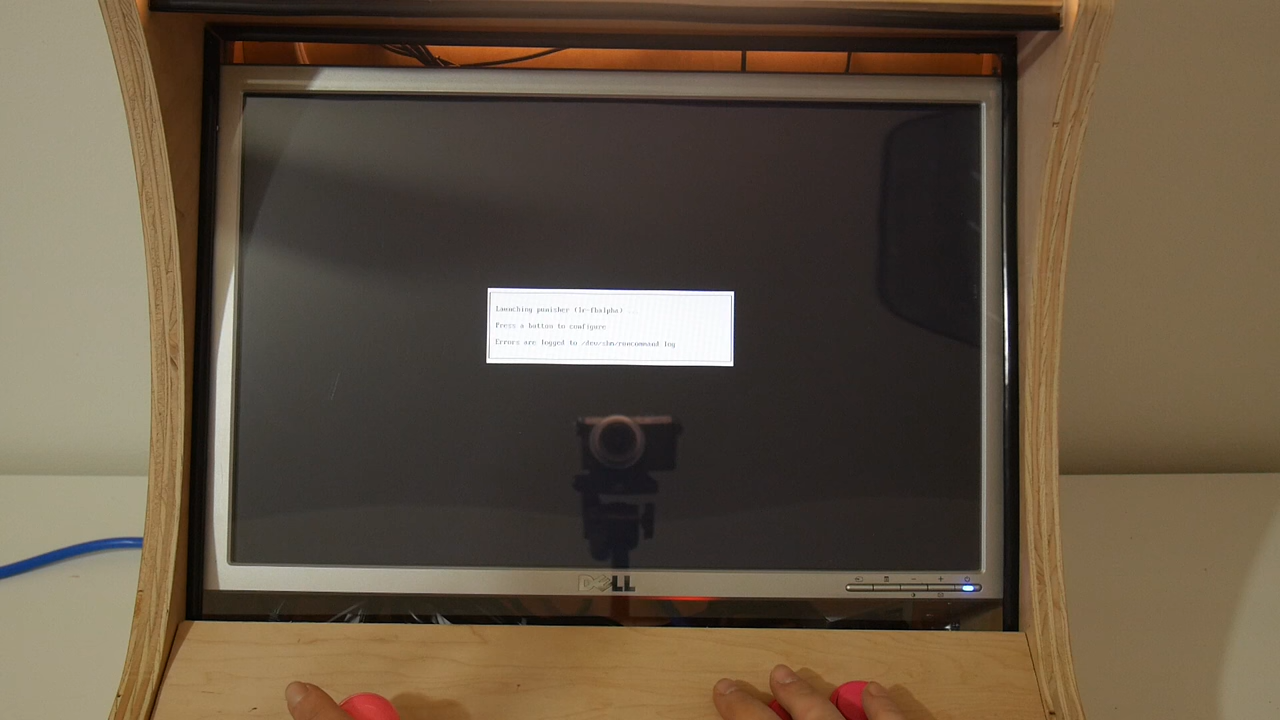 Launching punisher (lr-fbalpha) ...
Press a button to configure
Errors are logged to /dev/shm/runcommand.log
DELL